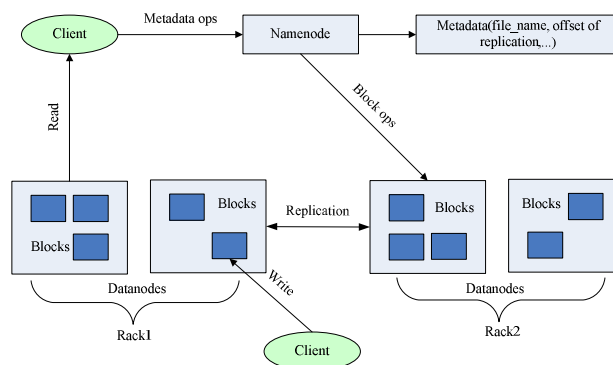 Client
Metadata ops
Namenode
Metadata(file_name, offset of
replication,...)
Read
Block ops
Blocks
Blocks
Replication
Blocks
Blocks
Datanodes
Write
Datanodes
Rack1
Rack2
Client